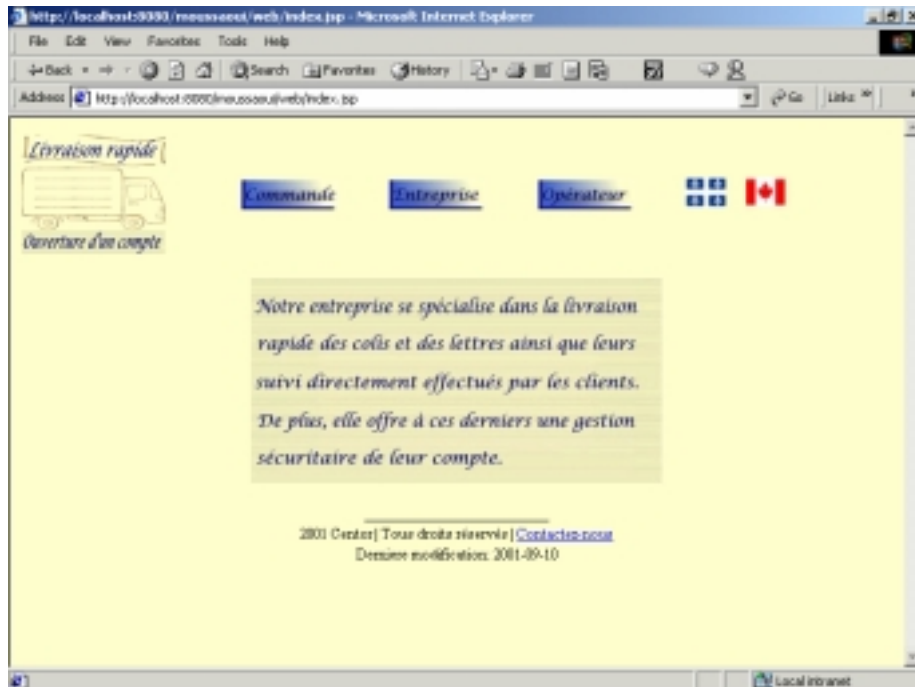 http://localhost:8080/moussaoui/web/index.jsp - Microsoft Internet Explorer
File Edit View Favorites Tools Help
Back Search Favorites History
Address http://localhost:8080/moussaoui/web/index.jsp Go Links
Livraison rapide
Commande Entreprise Opérateur
Ouverture d'un compte
Notre entreprise se spécialise dans la livraison
rapide des colis et des lettres ainsi que leurs
suivi directement effectués par les clients.
De plus, elle offre à ces derniers une gestion
sécuritaire de leur compte.
2001 Center| Tous droits réservés | Contactez-nous
Derniere modification: 2001-09-10
Local intranet